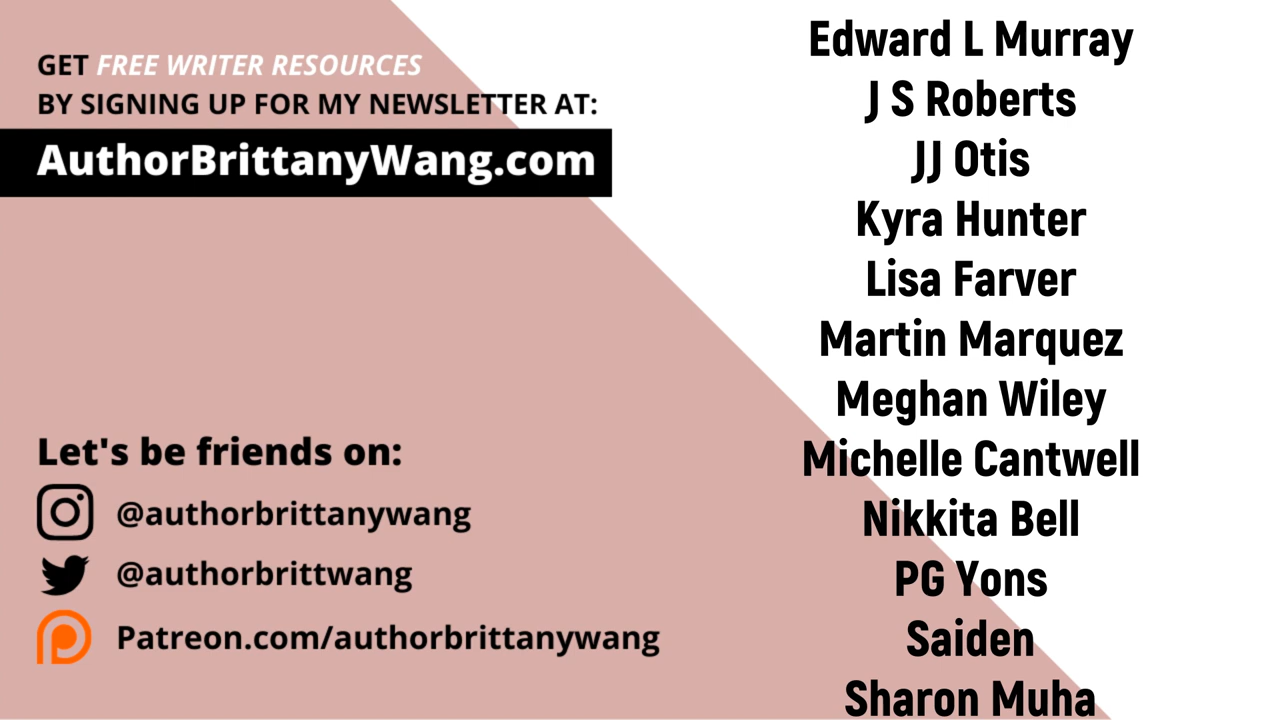 GET FREE WRITER RESOURCES
BY SIGNING UP FOR MY NEWSLETTER AT:
AuthorBrittanyWang.com
Let's be friends on:
@authorbrittanywang
@authorbrittwang
Patreon.com/authorbrittanywang
Edward L Murray
J S Roberts
JJ Otis
Kyra Hunter
Lisa Farver
Martin Marquez
Meghan Wiley
Michelle Cantwell
Nikkita Bell
PG Yons
Saiden
Sharon Muha